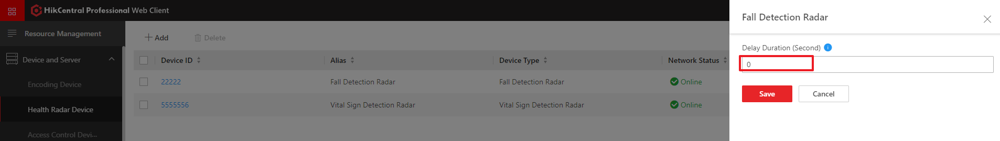 HikCentral Professional Web Client
Resource Management
Device and Server
Encoding Device
Health Radar Device
Access Control Devi...
Add
Delete
Device ID
Alias
Device Type
Network Status
22222
Fall Detection Radar
Fall Detection Radar
Online
5555556
Vital Sign Detection Radar
Vital Sign Detection Radar
Online
Fall Detection Radar
Delay Duration (Second)
0
Save
Cancel